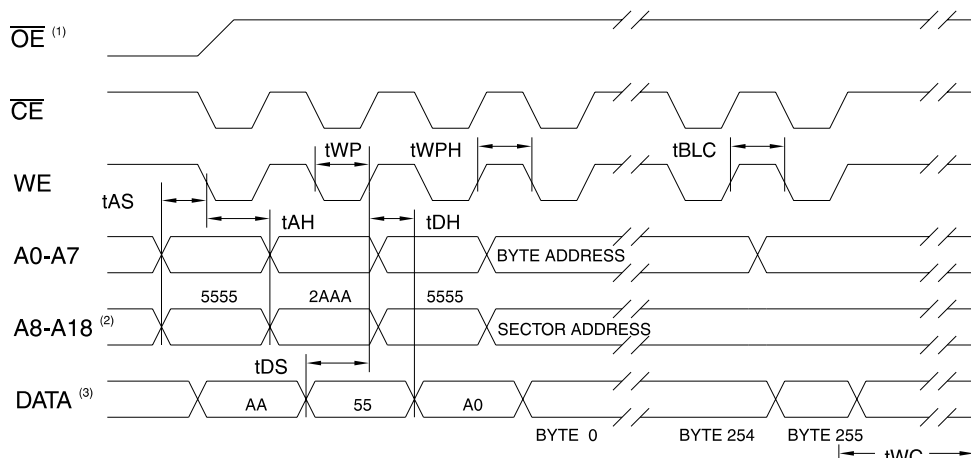 OE (1)
CE
tWP tWPH tBLC
WE
tAS
tAH tDH
A0-A7 BYTE ADDRESS
5555 2AAA 5555
A8-A18 (2) SECTOR ADDRESS
tDS
DATA (3) AA 55 A0
BYTE 0 BYTE 254 BYTE 255
tWC